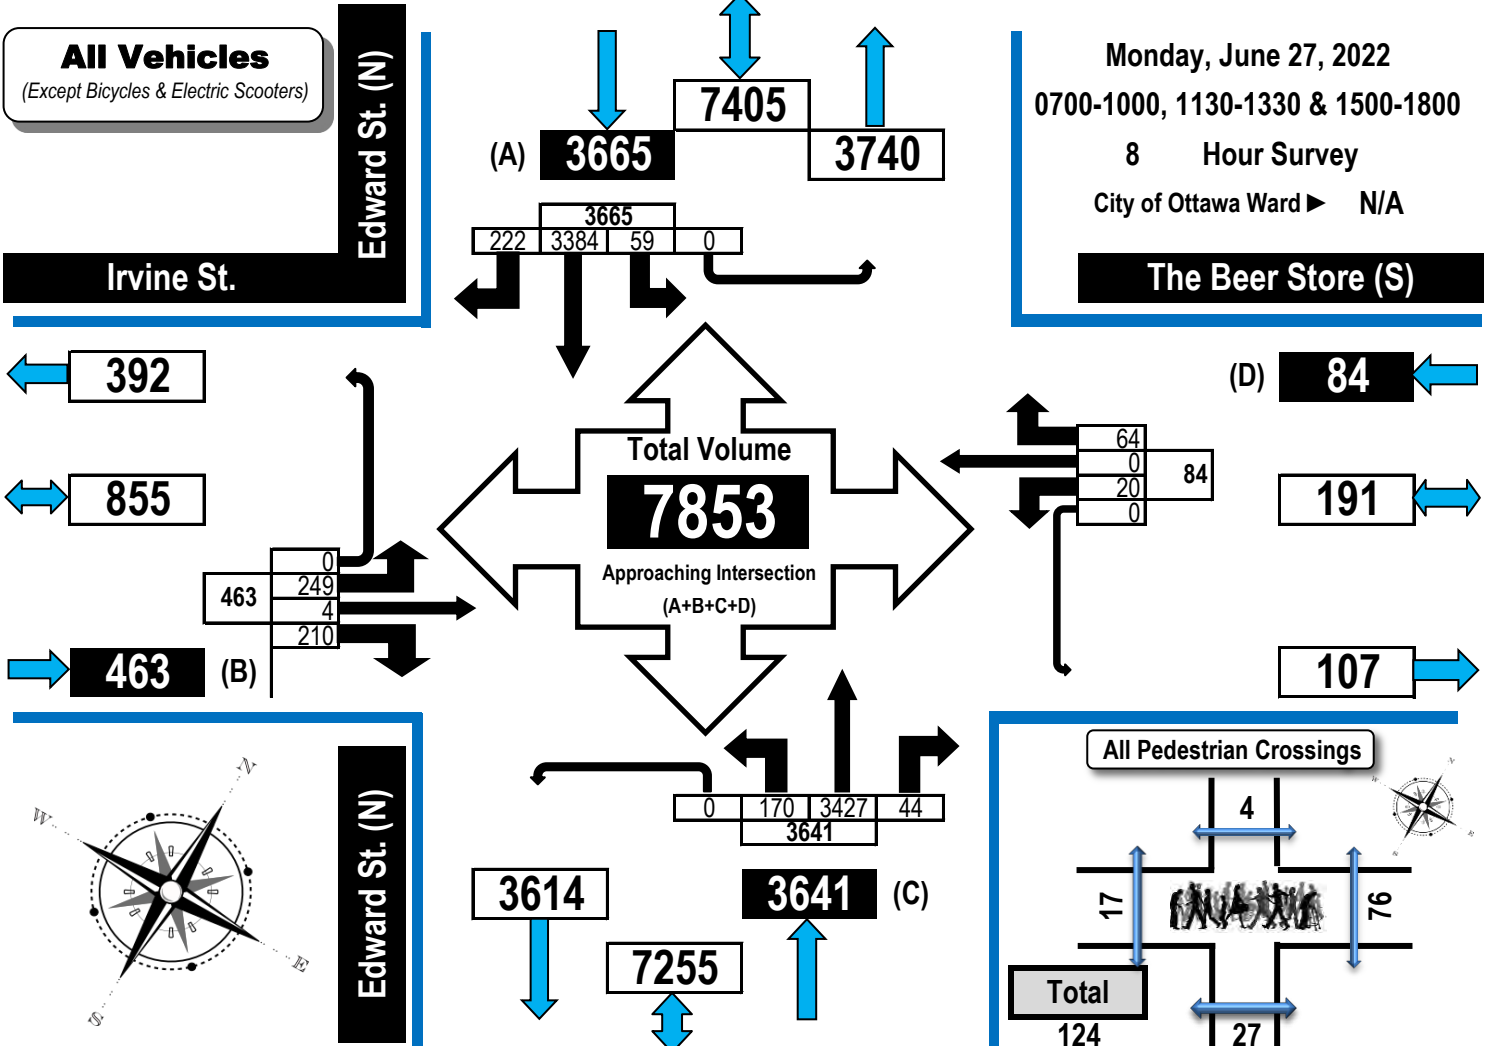 All Vehicles
(Except Bicycles & Electric Scooters)
Edward St. (N)
Irvine St.
7405
(A) 3665
3740
3665
222 3384 59 0
Monday, June 27, 2022
0700-1000, 1130-1330 & 1500-1800
8 Hour Survey
City of Ottawa Ward ► N/A
The Beer Store (S)
392
855
0
249
463
4
210
463 (B)
Total Volume
7853
Approaching Intersection
(A+B+C+D)
(D) 84
64
0
84
20
0
191
107
0 170 3427 44
3641
3614
3641 (C)
7255
Edward St. (N)
N
W
E
S
All Pedestrian Crossings
N
W
E
S
4
17
76
Total
124
27